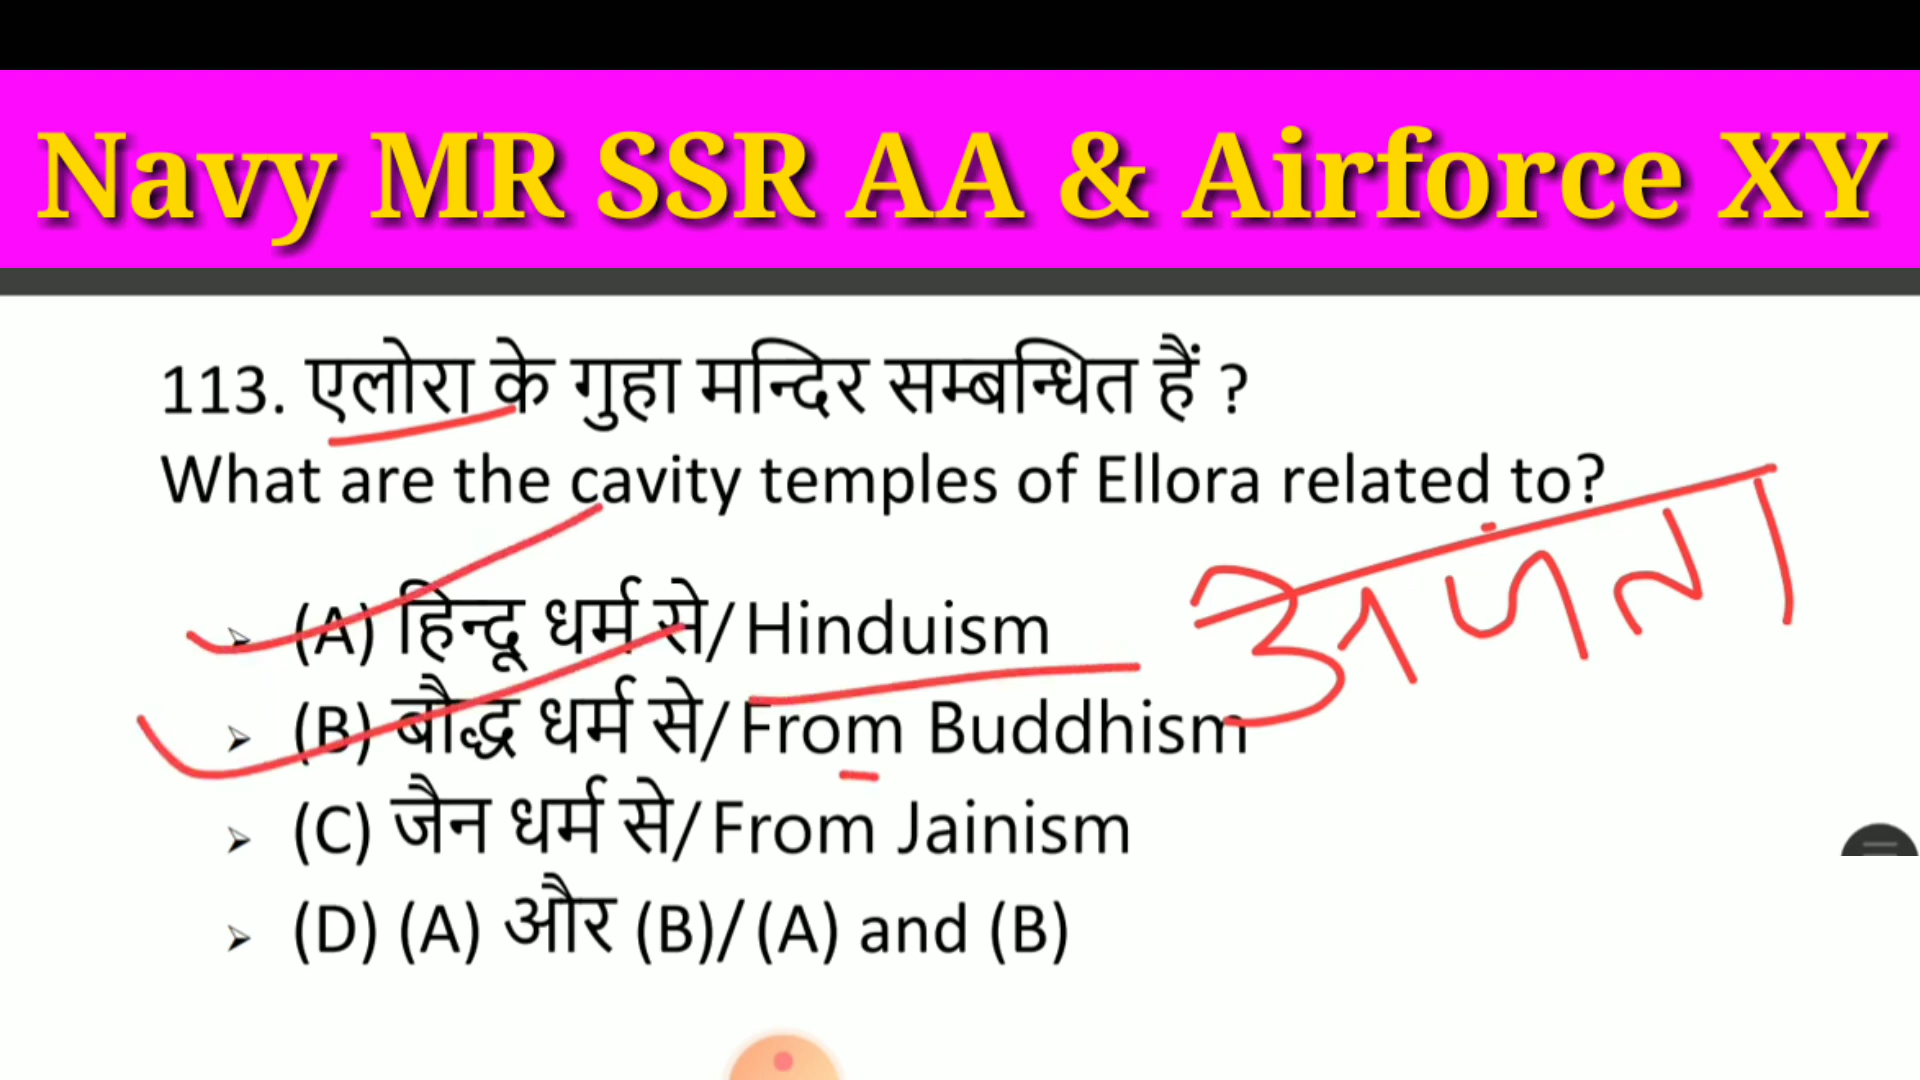 Navy MR SSR AA & Airforce XY
113. एलोरा के गुहा मन्दिर सम्बन्धित हैं ?
What are the cavity temples of Ellora related to?
(A) हिन्दू धर्म से/Hinduism
(B) बौद्ध धर्म से/From Buddhism
(C) जैन धर्म से/From Jainism
(D) (A) और (B)/(A) and (B)